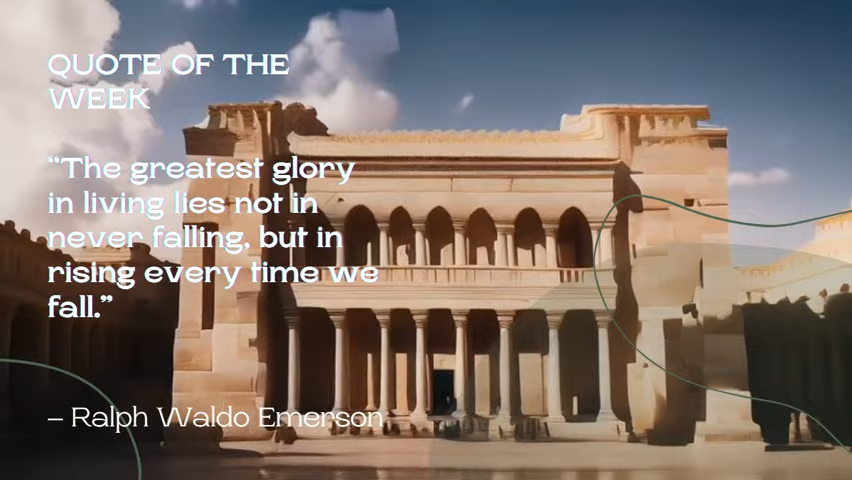 QUOTE OF THE
WEEK
“The greatest glory
in living lies not in
never falling, but in
rising every time we
fall.”
– Ralph Waldo Emerson